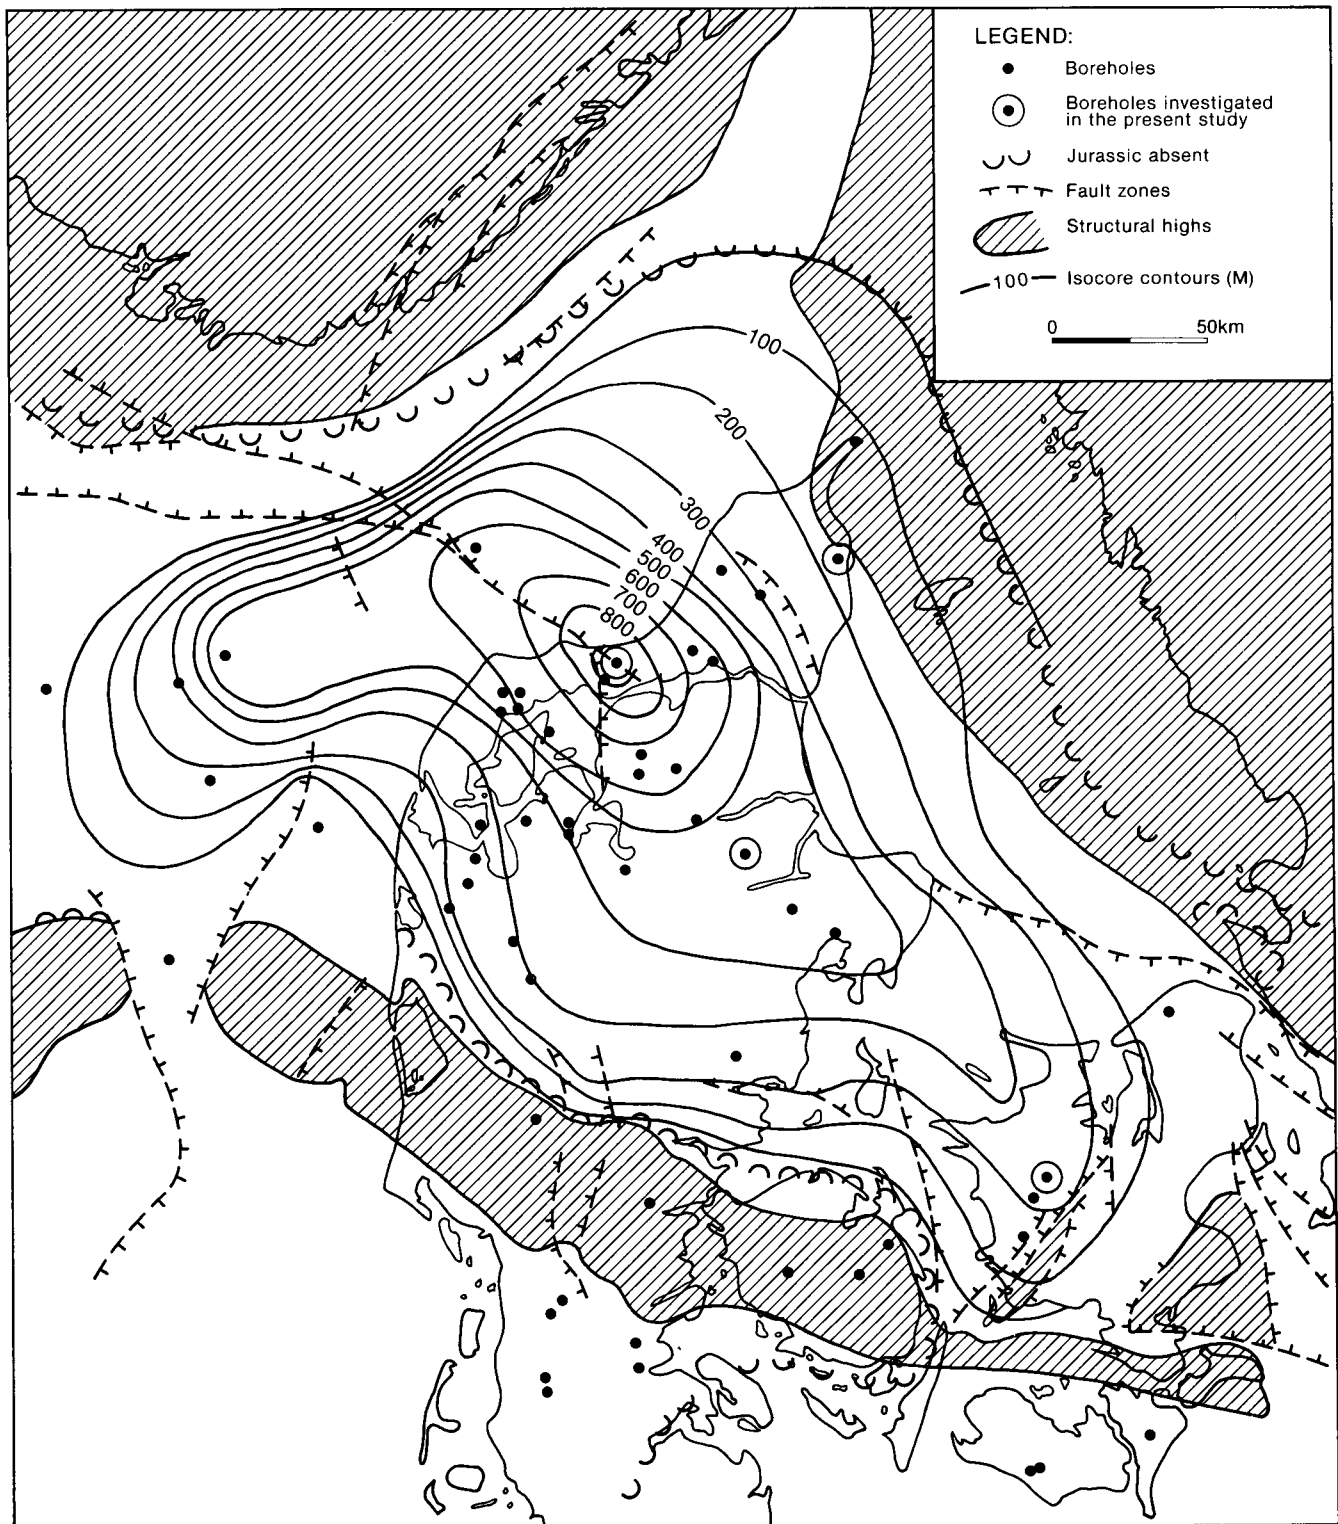 LEGEND:
Boreholes
Boreholes investigated
in the present study
Jurassic absent
Fault zones
Structural highs
100 Isocore contours (M)
0 50km
100
200
300
400
500
600
700
800